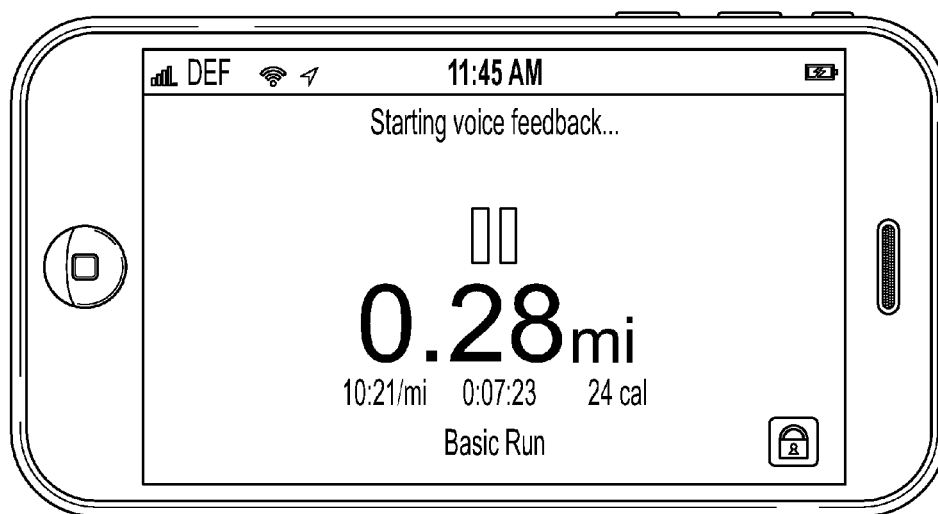 DEF 11:45 AM
Starting voice feedback...
0.28mi
10:21/mi 0:07:23 24 cal
Basic Run